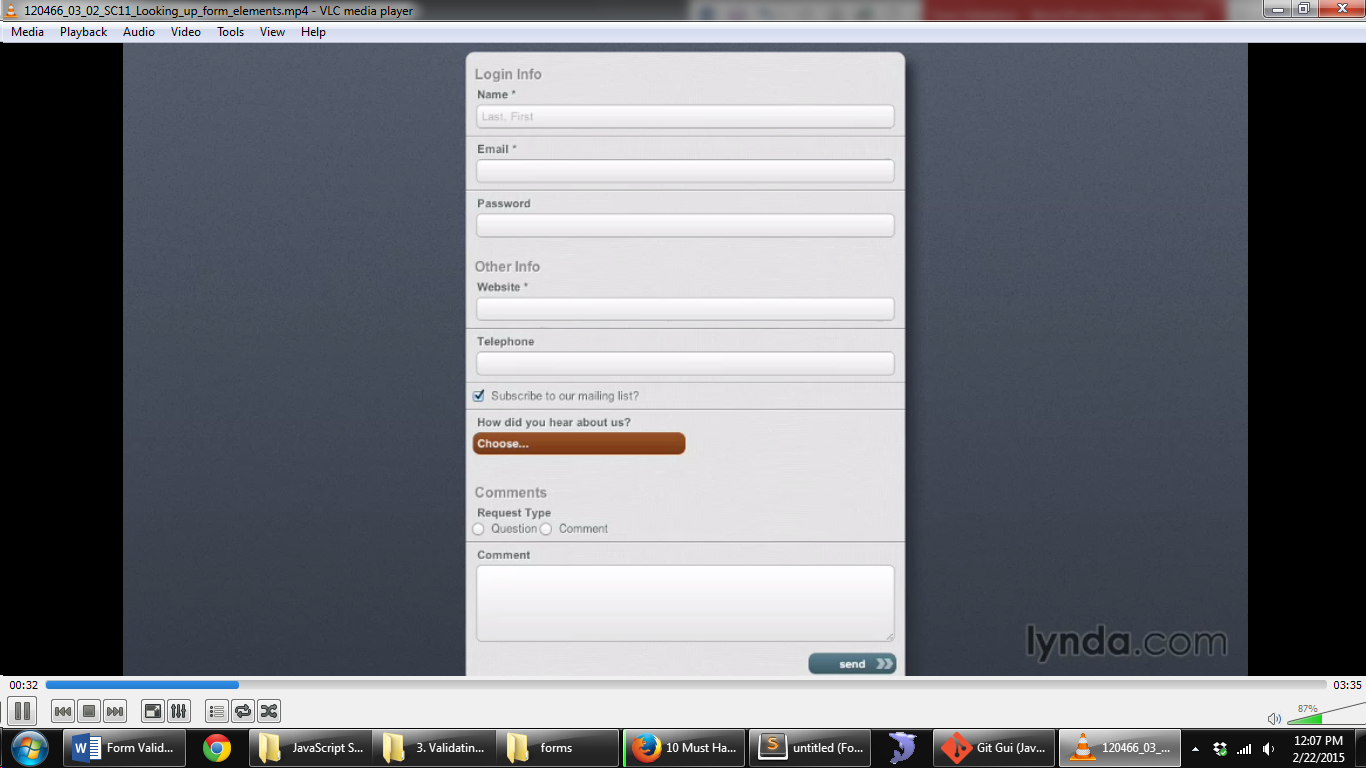 120466_03_02_SC11_Looking_up_form_elements.mp4 - VLC media player
Media Playback Audio Video Tools View Help
Login Info
Name *
Last, First
Email *
Password
Other Info
Website *
Telephone
Subscribe to our mailing list?
How did you hear about us?
Choose...
Comments
Request Type
Question Comment
Comment
send
lynda.com
00:32 03:35
87%
Form Valid... JavaScript S... 3. Validatin... forms 10 Must Ha... untitled (Fo... Git Gui (Jav... 120466_03_...
12:07 PM
2/22/2015